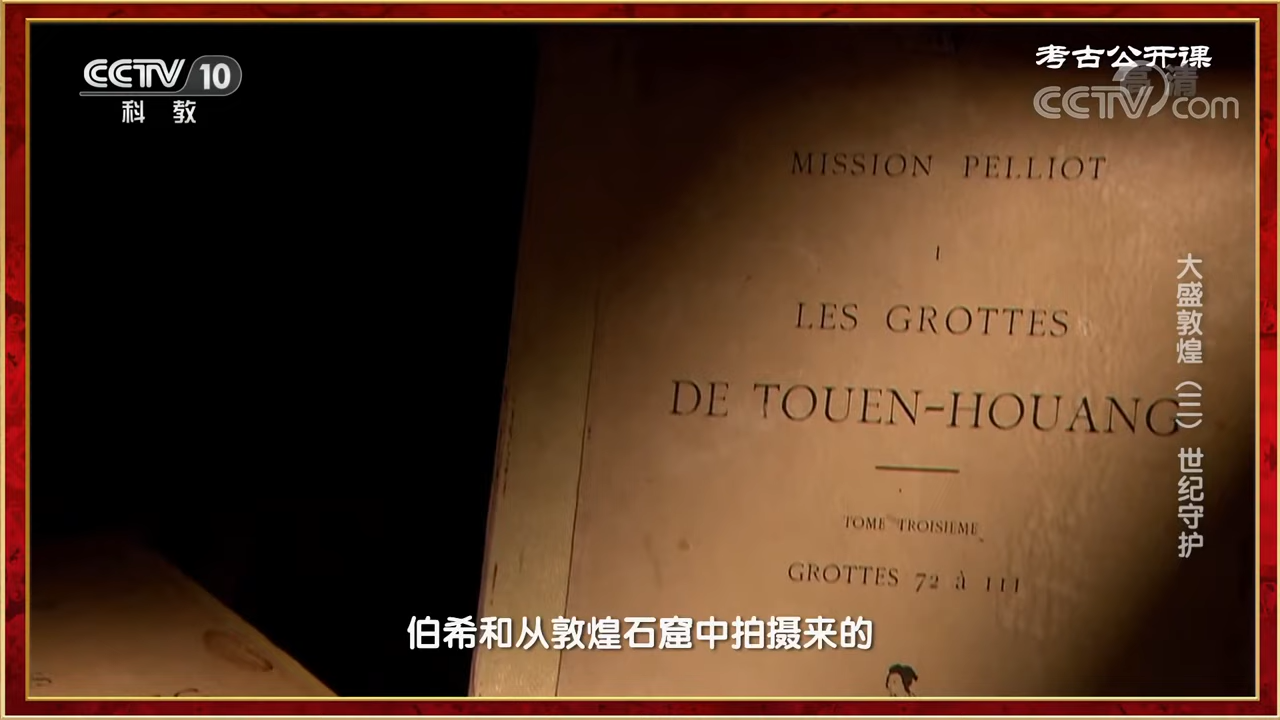 CCTV 10
科 教
考古公开课
高清
CCTV.com
MISSION PELLIOT
I
LES GROTTES
DE TOUEN-HOUANG
TOME TROISIÈME
GROTTES 72 à 111
大盛敦煌（三）世纪守护
伯希和从敦煌石窟中拍摄来的